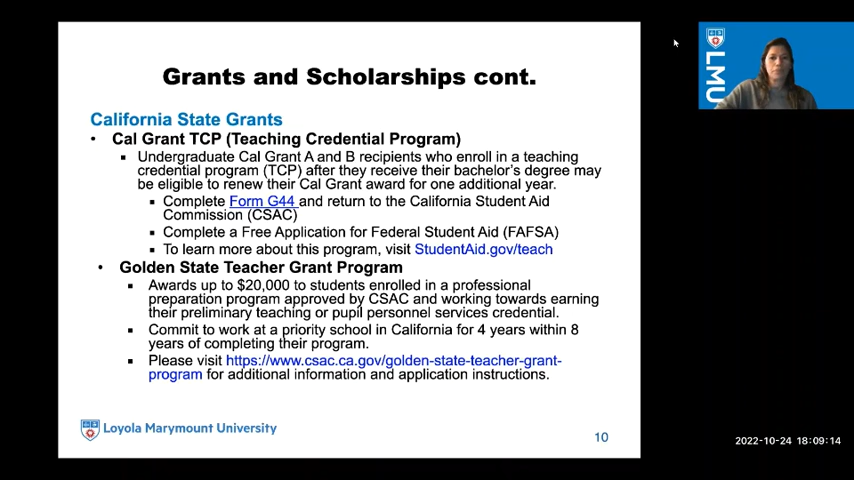 Grants and Scholarships cont.
California State Grants
• Cal Grant TCP (Teaching Credential Program)
▪ Undergraduate Cal Grant A and B recipients who enroll in a teaching
credential program (TCP) after they receive their bachelor's degree may
be eligible to renew their Cal Grant award for one additional year.
▪ Complete Form G44 and return to the California Student Aid
Commission (CSAC)
▪ Complete a Free Application for Federal Student Aid (FAFSA)
▪ To learn more about this program, visit StudentAid.gov/teach
• Golden State Teacher Grant Program
▪ Awards up to $20,000 to students enrolled in a professional
preparation program approved by CSAC and working towards earning
their preliminary teaching or pupil personnel services credential.
▪ Commit to work at a priority school in California for 4 years within 8
years of completing their program.
▪ Please visit https://www.csac.ca.gov/golden-state-teacher-grant-
program for additional information and application instructions.
Loyola Marymount University
10
LMU
2022-10-24 18:09:14